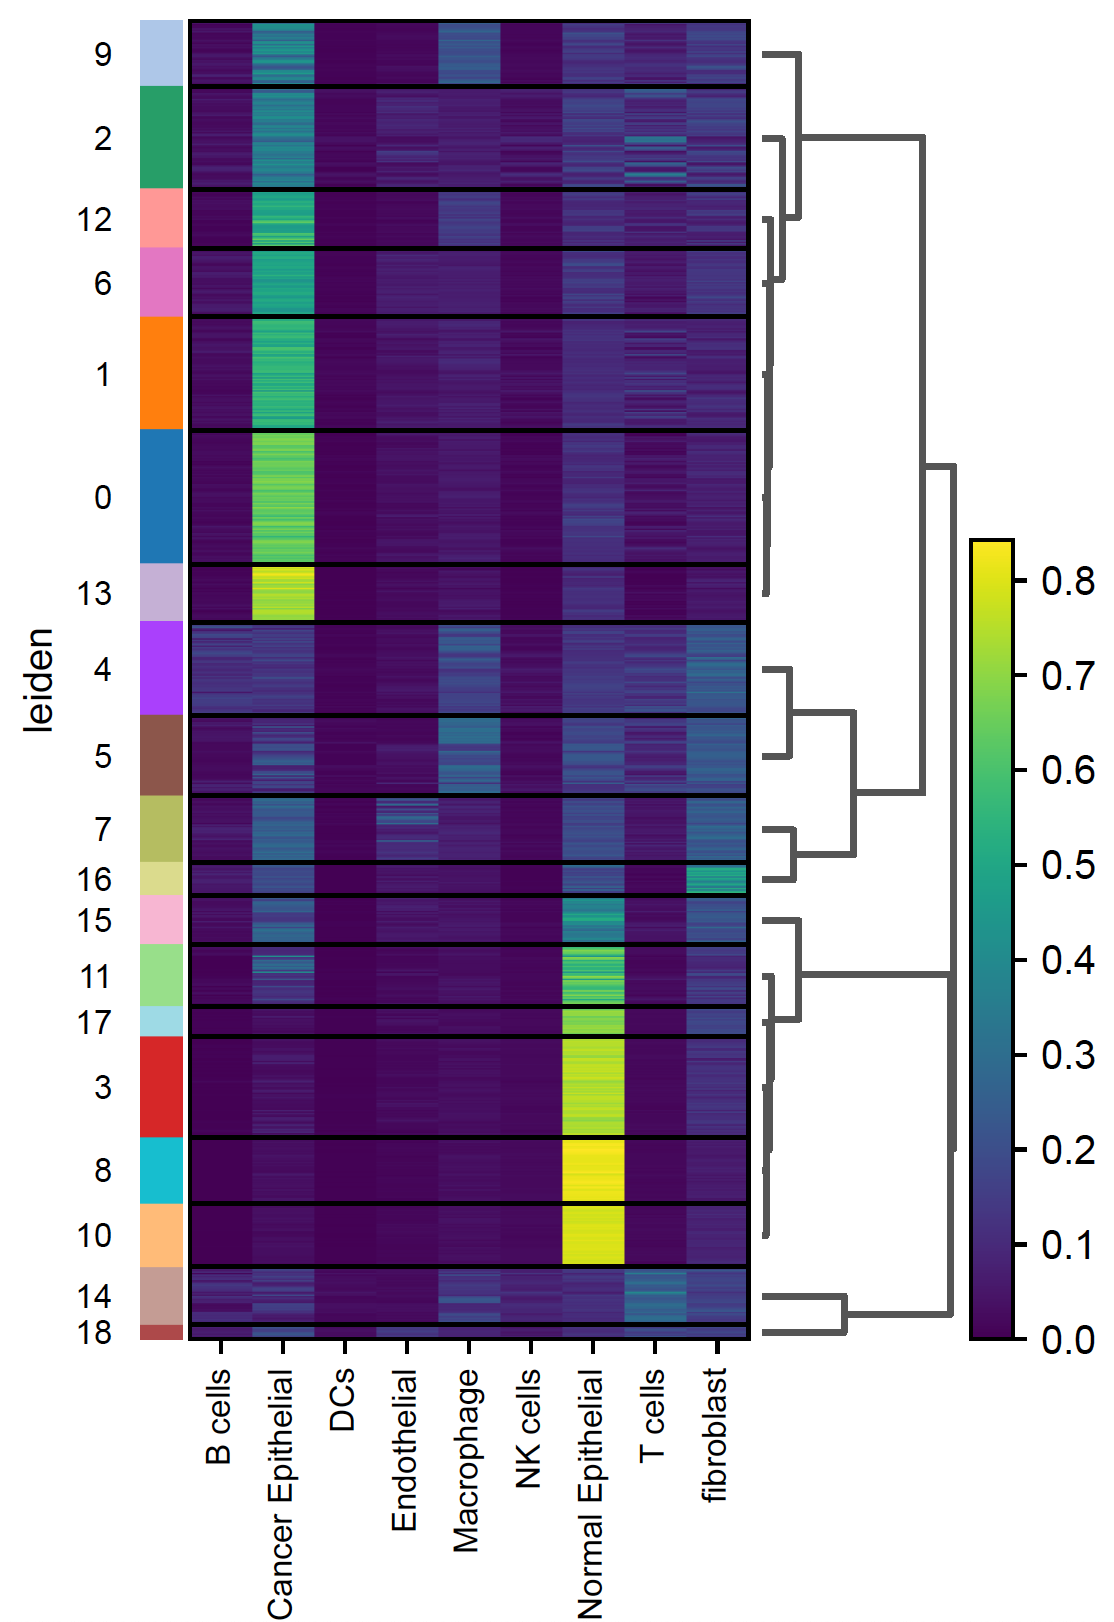 9
2
12
6
1
0
13
4
5
7
16
15
11
17
3
8
10
14
18
leiden
B cells
Cancer Epithelial
DCs
Endothelial
Macrophage
NK cells
Normal Epithelial
T cells
fibroblast
0.8
0.7
0.6
0.5
0.4
0.3
0.2
0.1
0.0